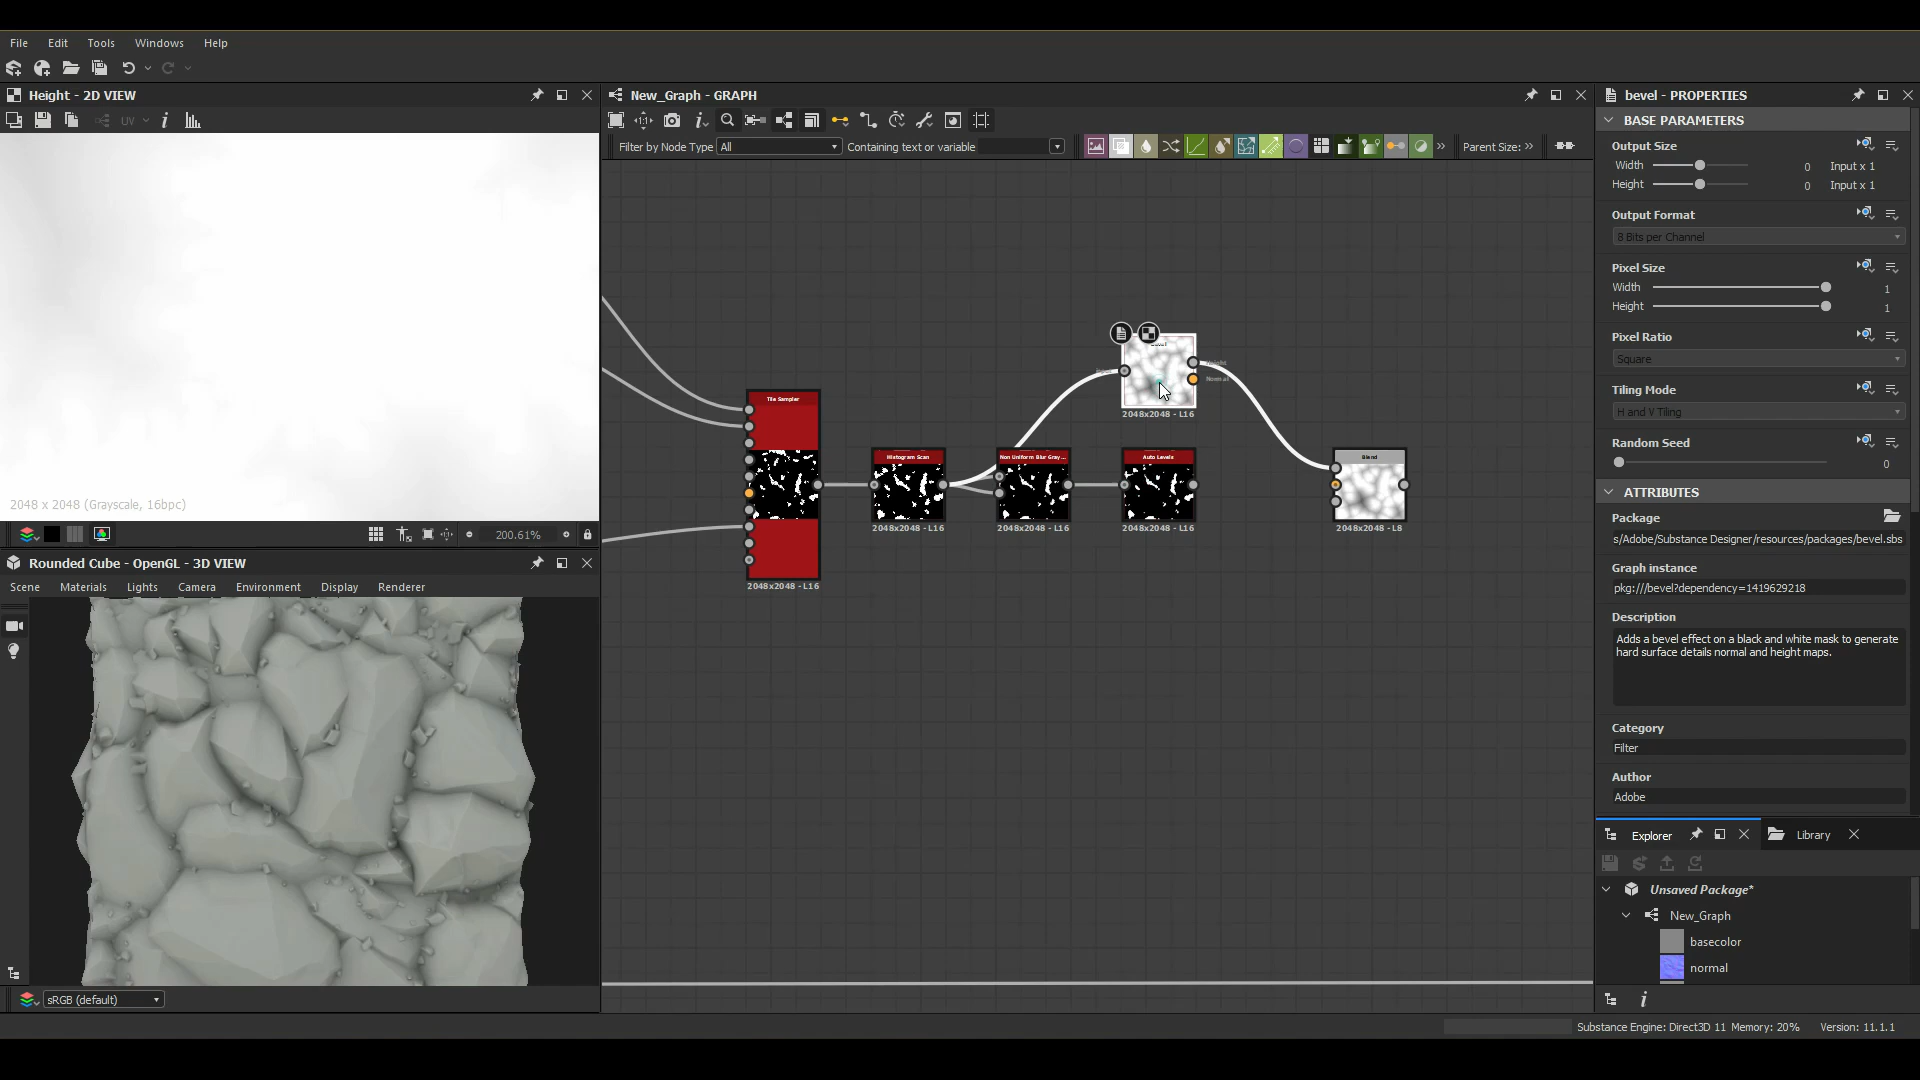 File Edit Tools Windows Help
Height - 2D VIEW
UV
2048 x 2048 (Grayscale, 16bpc)
200.61%
Rounded Cube - OpenGL - 3D VIEW
Scene Materials Lights Camera Environment Display Renderer
sRGB (default)
New_Graph - GRAPH
Filter by Node Type All Containing text or variable Parent Size:
Height
Normal
2048x2048 - L16
Tile Sampler
2048x2048 - L16
Histogram Scan
2048x2048 - L16
Non Uniform Blur Gray ...
2048x2048 - L16
Auto Levels
2048x2048 - L16
Blend
2048x2048 - L8
bevel - PROPERTIES
BASE PARAMETERS
Output Size
Width 0 Input x 1
Height 0 Input x 1
Output Format
8 Bits per Channel
Pixel Size
Width 1
Height 1
Pixel Ratio
Square
Tiling Mode
H and V Tiling
Random Seed
0
ATTRIBUTES
Package
s/Adobe/Substance Designer/resources/packages/bevel.sbs
Graph instance
pkg:///bevel?dependency=1419629218
Description
Adds a bevel effect on a black and white mask to generate
hard surface details normal and height maps.
Category
Filter
Author
Adobe
Explorer Library
Unsaved Package*
New_Graph
basecolor
normal
Substance Engine: Direct3D 11 Memory: 20% Version: 11.1.1